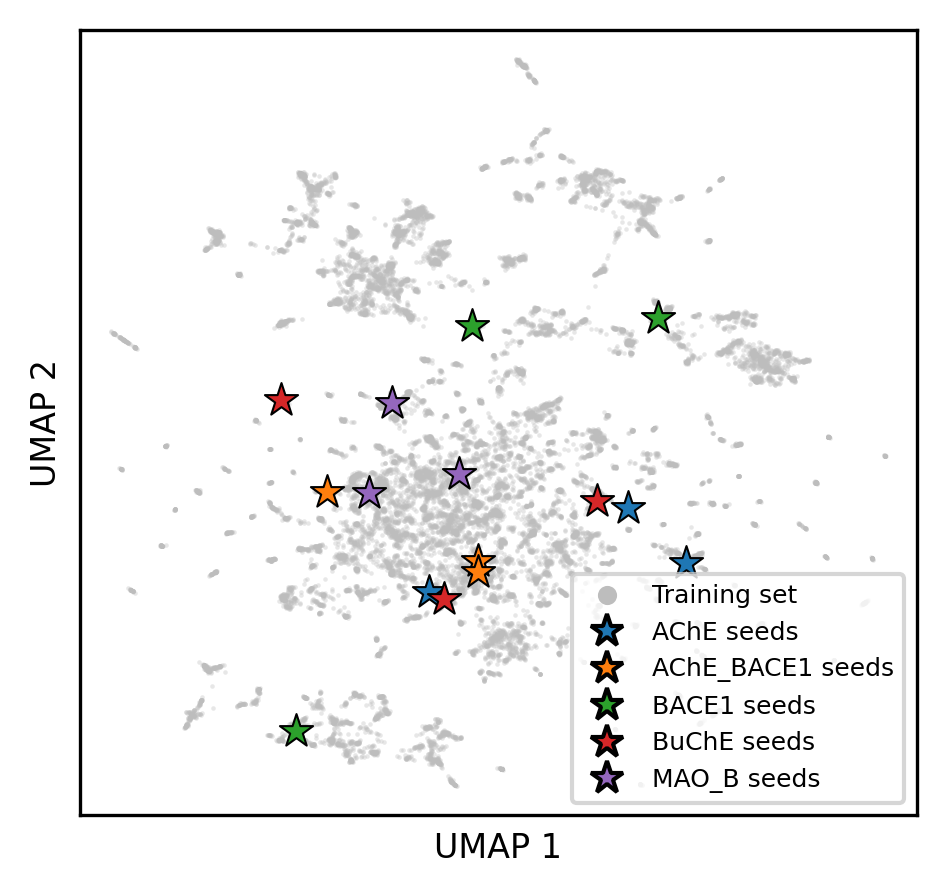 UMAP 2
Training set
AChE seeds
AChE_BACE1 seeds
BACE1 seeds
BuChE seeds
MAO_B seeds
UMAP 1